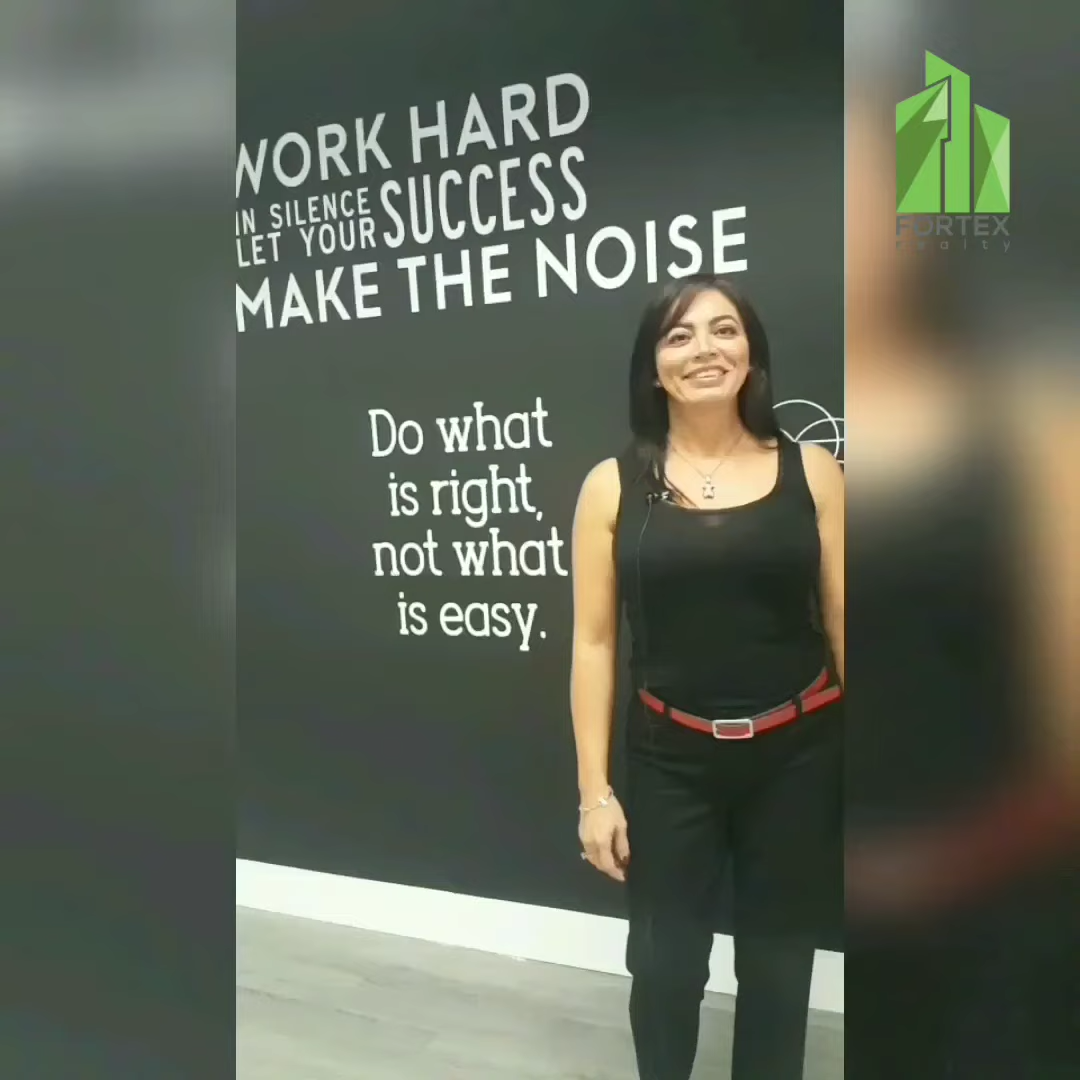 WORK HARD
IN SILENCE
LET YOUR SUCCESS
MAKE THE NOISE
Do what
is right,
not what
is easy.
FORTEX
realty